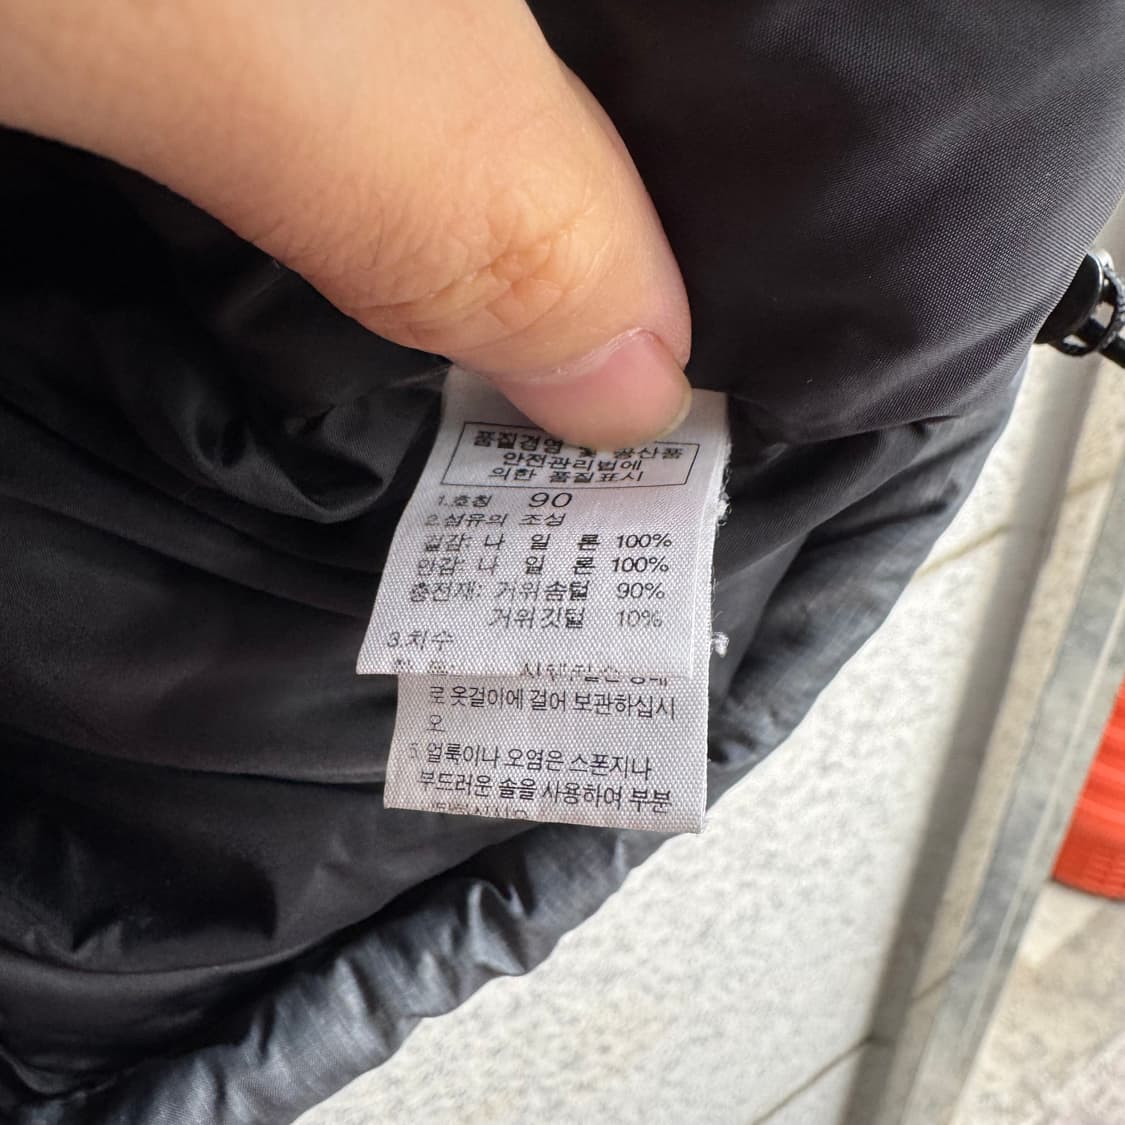 품질경영 및 공산품
안전관리법에
의한 품질표시
1.호칭 90
2.섬유의 조성
겉감: 나 일 론 100%
안감: 나 일 론 100%
충전재: 거위솜털 90%
거위깃털 10%
3.치수
로 옷걸이에 걸어 보관하십시
오
5. 얼룩이나 오염은 스폰지나
부드러운 솔을 사용하여 부분